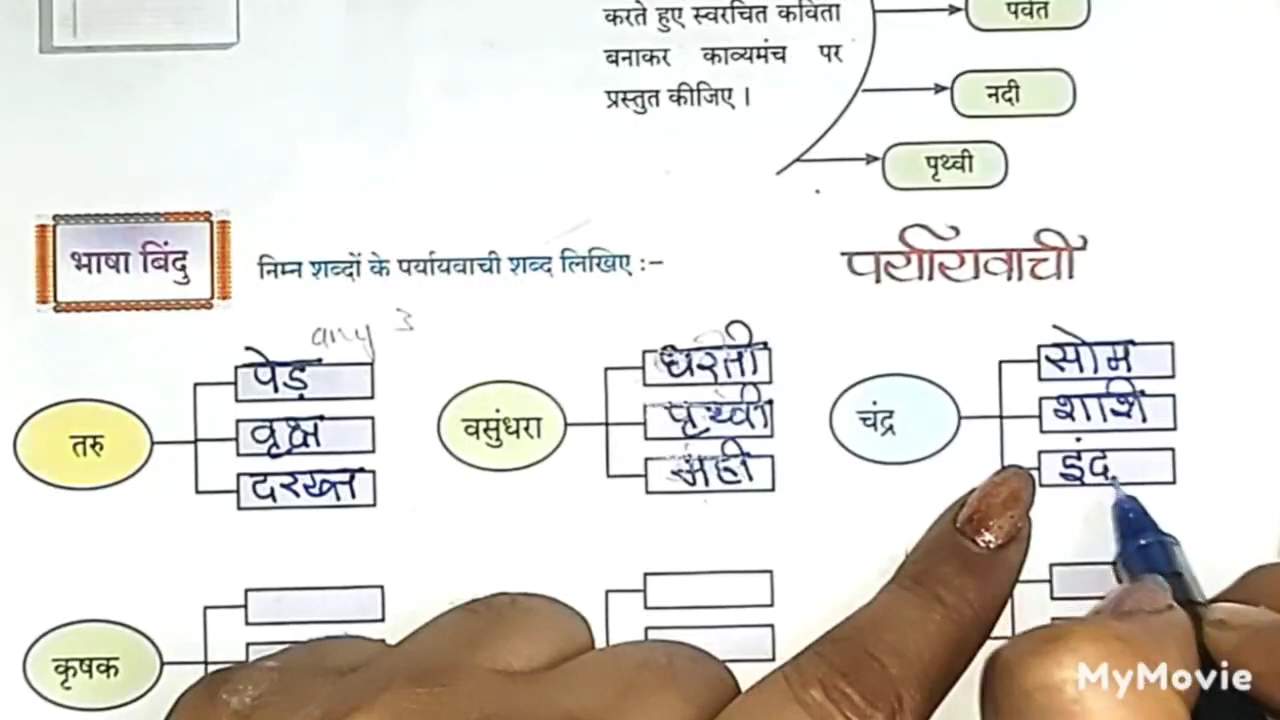 करते हुए स्वरचित कविता
बनाकर काव्यमंच पर
प्रस्तुत कीजिए ।
पर्वत
नदी
पृथ्वी
भाषा बिंदु
निम्न शब्दों के पर्यायवाची शब्द लिखिए :-
पर्यायवाची
any 3
तरु
पेड़
वृक्ष
दरख्त
वसुंधरा
धरती
पृथ्वी
मही
चंद्र
सोम
शशि
इंद
कृषक
MyMovie